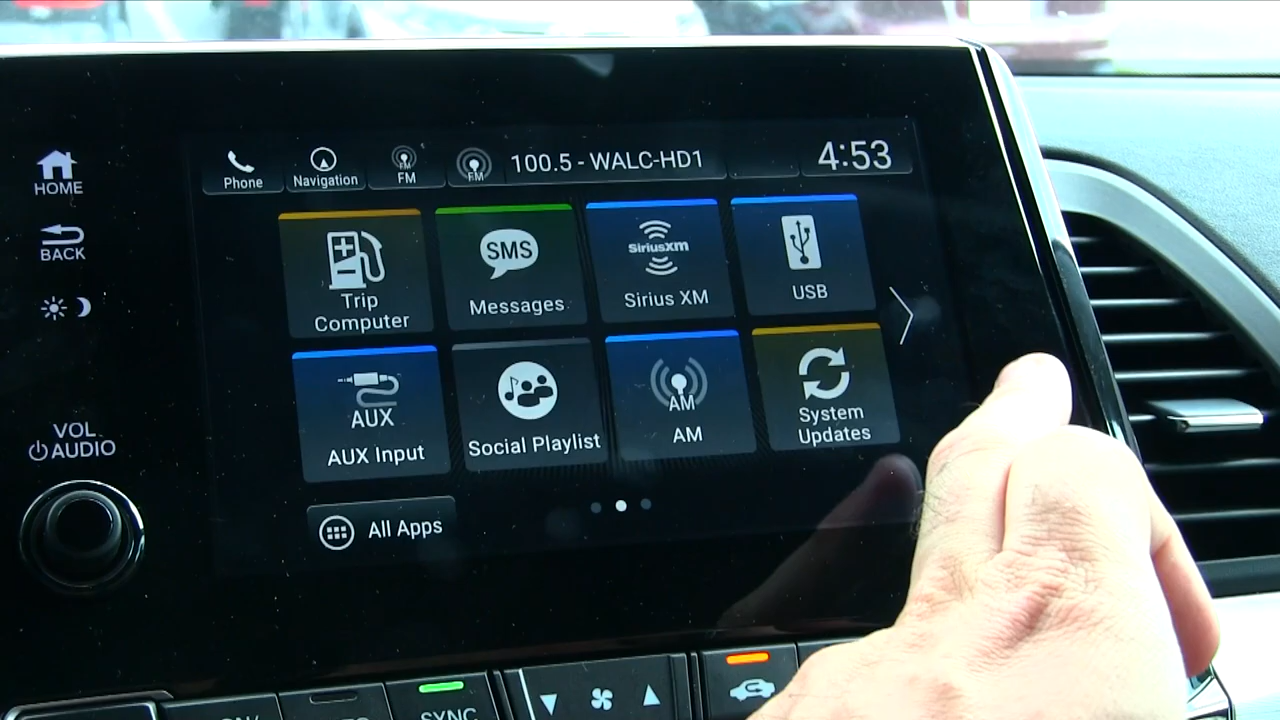 HOME
BACK
VOL
AUDIO
Phone
Navigation
FM
FM
FM
100.5 - WALC-HD1
4:53
Trip
Computer
SMS
Messages
SiriusXM
Sirius XM
USB
AUX
AUX Input
Social Playlist
AM
AM
System
Updates
All Apps
SYNC